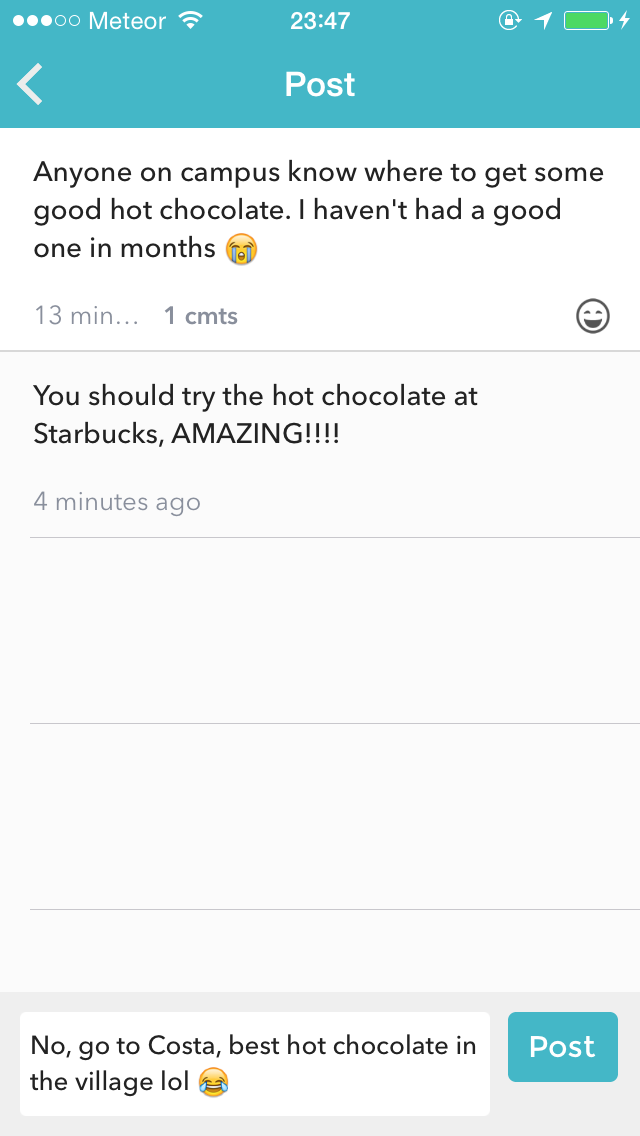 Meteor 23:47
Post
Anyone on campus know where to get some
good hot chocolate. I haven't had a good
one in months 😭
13 min... 1 cmts
You should try the hot chocolate at
Starbucks, AMAZING!!!!
4 minutes ago
No, go to Costa, best hot chocolate in
the village lol 😂
Post